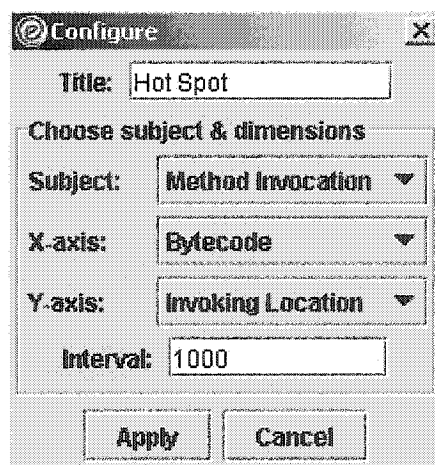 Configure
Title: Hot Spot
Choose subject & dimensions
Subject: Method Invocation
X-axis: Bytecode
Y-axis: Invoking Location
Interval: 1000
Apply Cancel